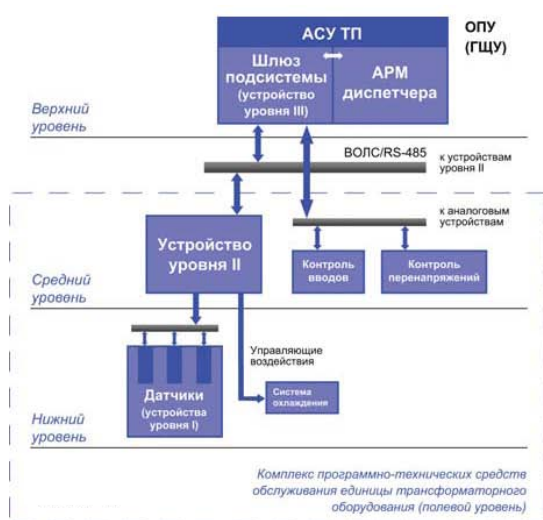 АСУ ТП
ОПУ
(ГЩУ)
Шлюз
подсистемы
(устройство
уровня III)
АРМ
диспетчера
Верхний
уровень
ВОЛС/RS-485
к устройствам
уровня II
к аналоговым
устройствам
Устройство
уровня II
Контроль
вводов
Контроль
перенапряжений
Средний
уровень
Управляющие
воздействия
Датчики
(устройства
уровня I)
Система
охлаждения
Нижний
уровень
Комплекс программно-технических средств
обслуживания единицы трансматорного
оборудования (полевой уровень)